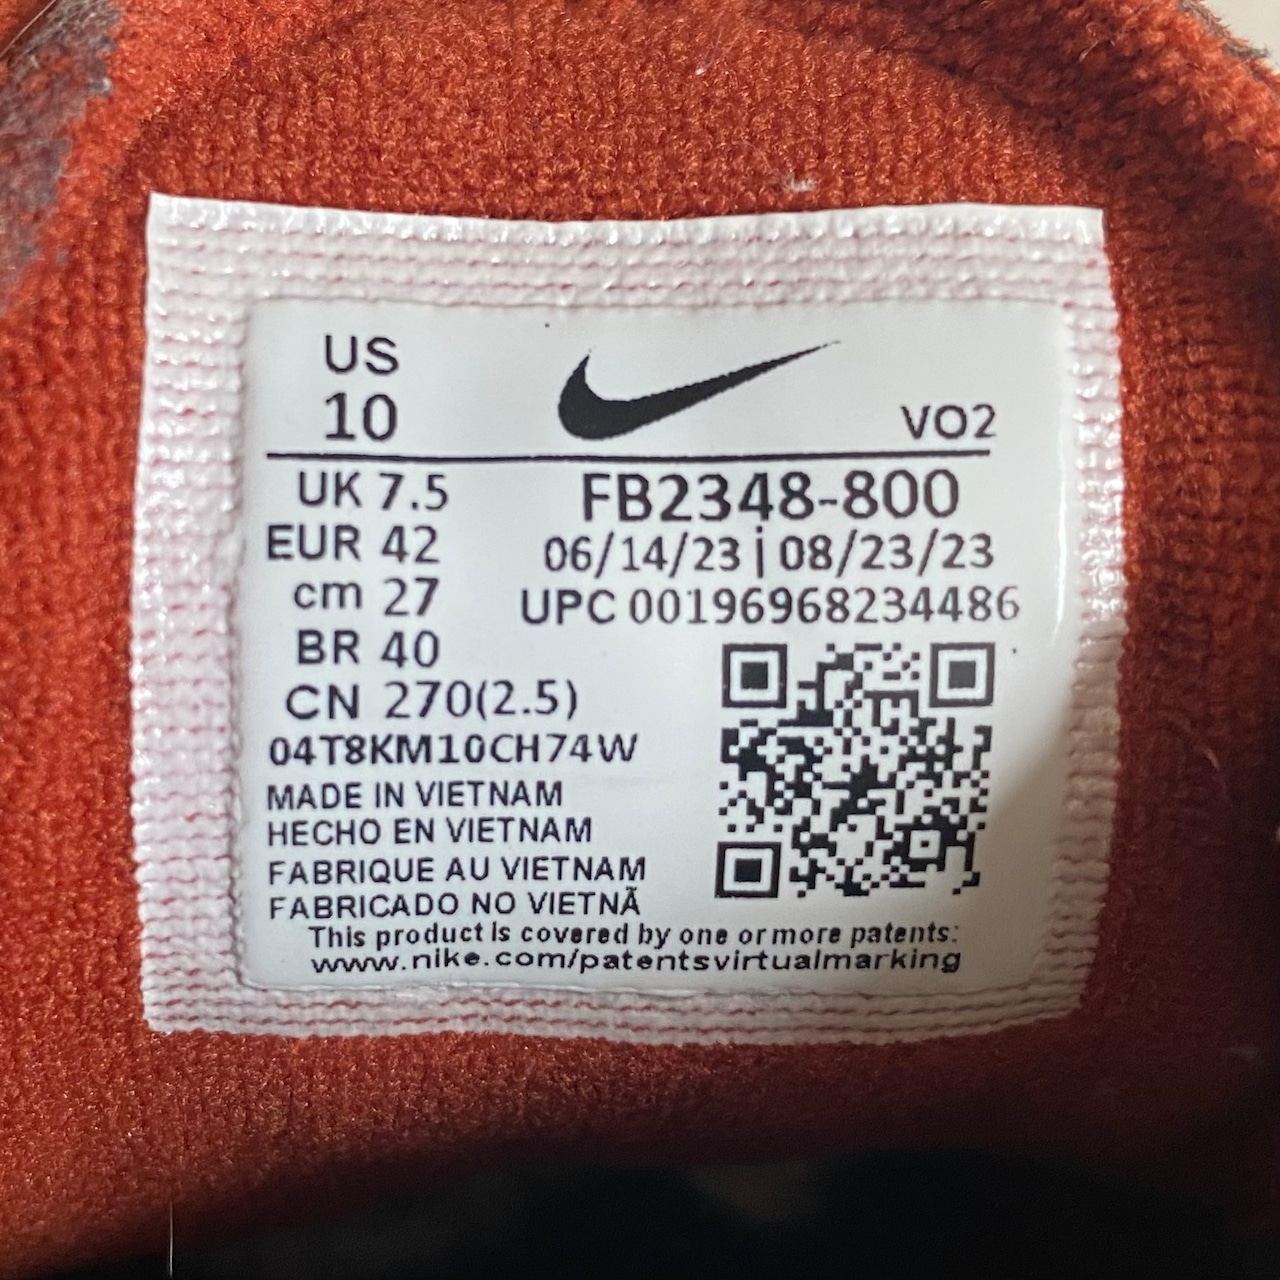 US
10
VO2
UK 7.5
FB2348-800
EUR 42
06/14/23 | 08/23/23
cm 27
UPC 00196968234486
BR 40
CN 270(2.5)
04T8KM10CH74W
MADE IN VIETNAM
HECHO EN VIETNAM
FABRIQUE AU VIETNAM
FABRICADO NO VIETNÃ
This product is covered by one or more patents:
www.nike.com/patentsvirtualmarking